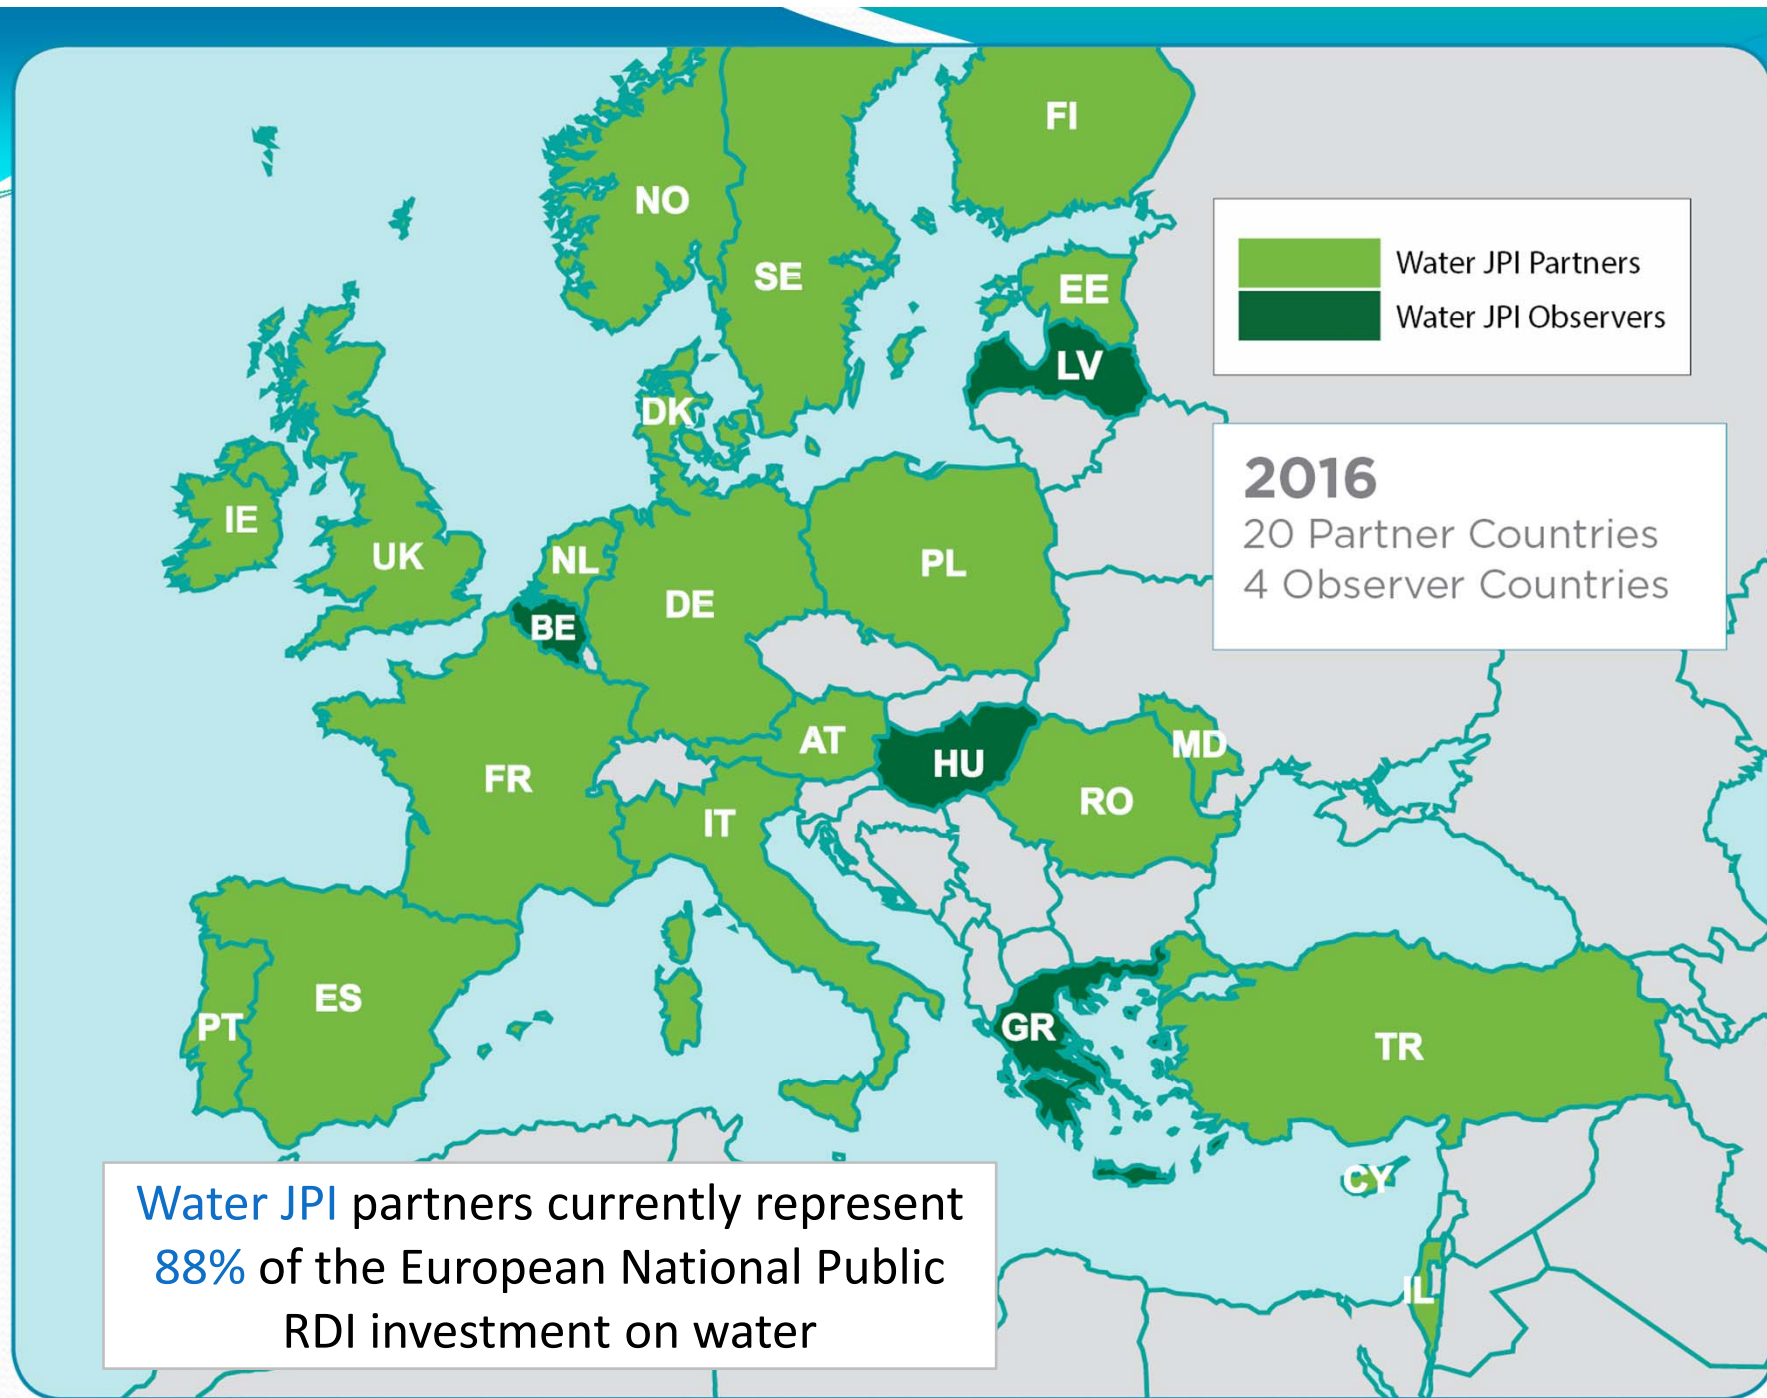 FI
NO
SE
Water JPI Partners
EE
Water JPI Observers
LV
DK
2016
20 Partner Countries
4 Observer Countries
IE
UK
NL
PL
DE
BE
AT
MD
HU
FR
RO
IT
ES
PT
GR
TR
CY
Water JPI partners currently represent
88% of the European National Public
RDI investment on water
IL